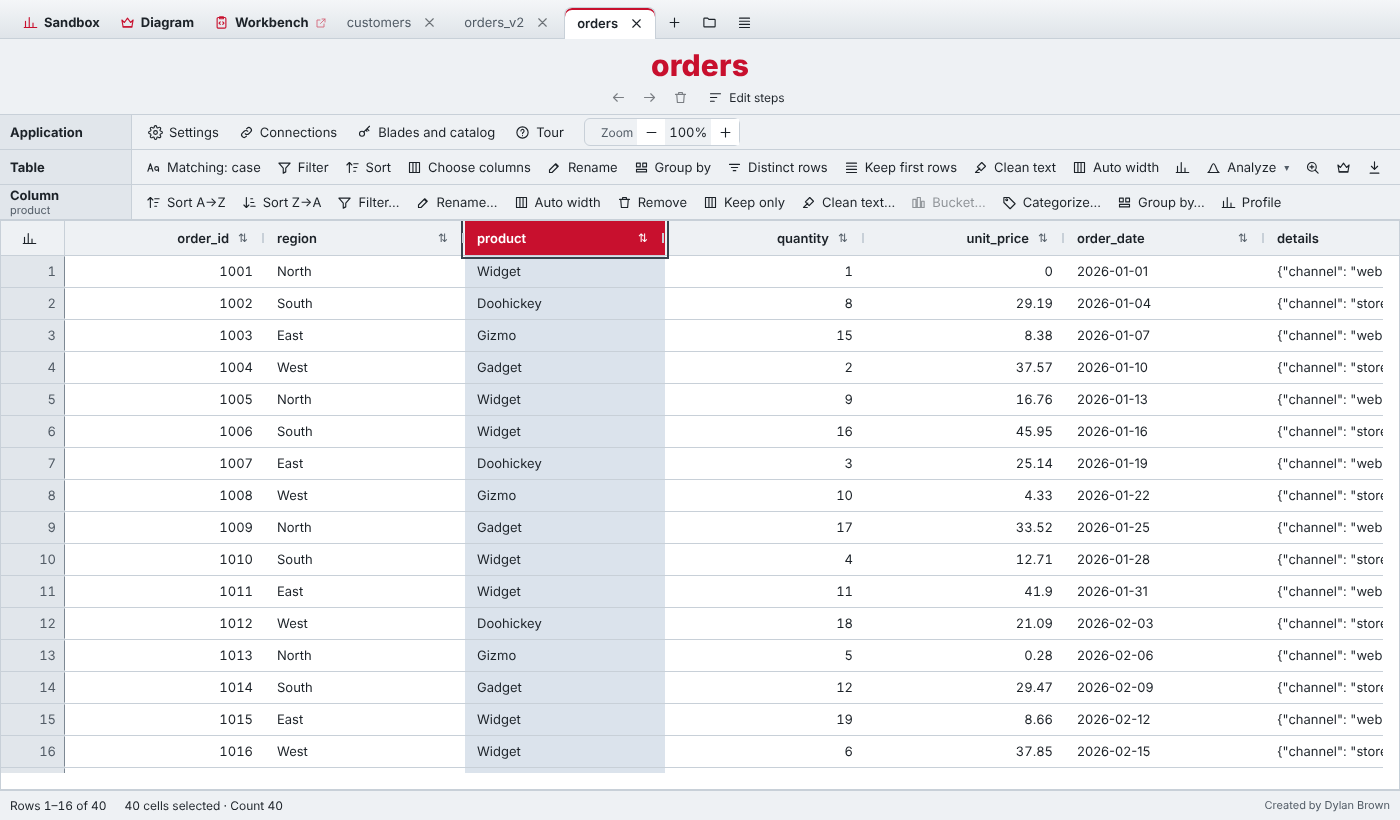 Sandbox Diagram Workbench customers orders_v2 orders
orders
Edit steps
Application Settings Connections Blades and catalog Tour Zoom 100%
Table Matching: case Filter Sort Choose columns Rename Group by Distinct rows Keep first rows Clean text Auto width Analyze
Column
product
Sort A→Z Sort Z→A Filter... Rename... Auto width Remove Keep only Clean text... Bucket... Categorize... Group by... Profile
order_id region product quantity unit_price order_date details
1 1001 North Widget 1 0 2026-01-01 {"channel": "web
2 1002 South Doohickey 8 29.19 2026-01-04 {"channel": "store
3 1003 East Gizmo 15 8.38 2026-01-07 {"channel": "web
4 1004 West Gadget 2 37.57 2026-01-10 {"channel": "store
5 1005 North Widget 9 16.76 2026-01-13 {"channel": "web
6 1006 South Widget 16 45.95 2026-01-16 {"channel": "store
7 1007 East Doohickey 3 25.14 2026-01-19 {"channel": "web
8 1008 West Gizmo 10 4.33 2026-01-22 {"channel": "store
9 1009 North Gadget 17 33.52 2026-01-25 {"channel": "web
10 1010 South Widget 4 12.71 2026-01-28 {"channel": "store
11 1011 East Widget 11 41.9 2026-01-31 {"channel": "web
12 1012 West Doohickey 18 21.09 2026-02-03 {"channel": "store
13 1013 North Gizmo 5 0.28 2026-02-06 {"channel": "web
14 1014 South Gadget 12 29.47 2026-02-09 {"channel": "store
15 1015 East Widget 19 8.66 2026-02-12 {"channel": "web
16 1016 West Widget 6 37.85 2026-02-15 {"channel": "store
Rows 1–16 of 40 40 cells selected · Count 40 Created by Dylan Brown